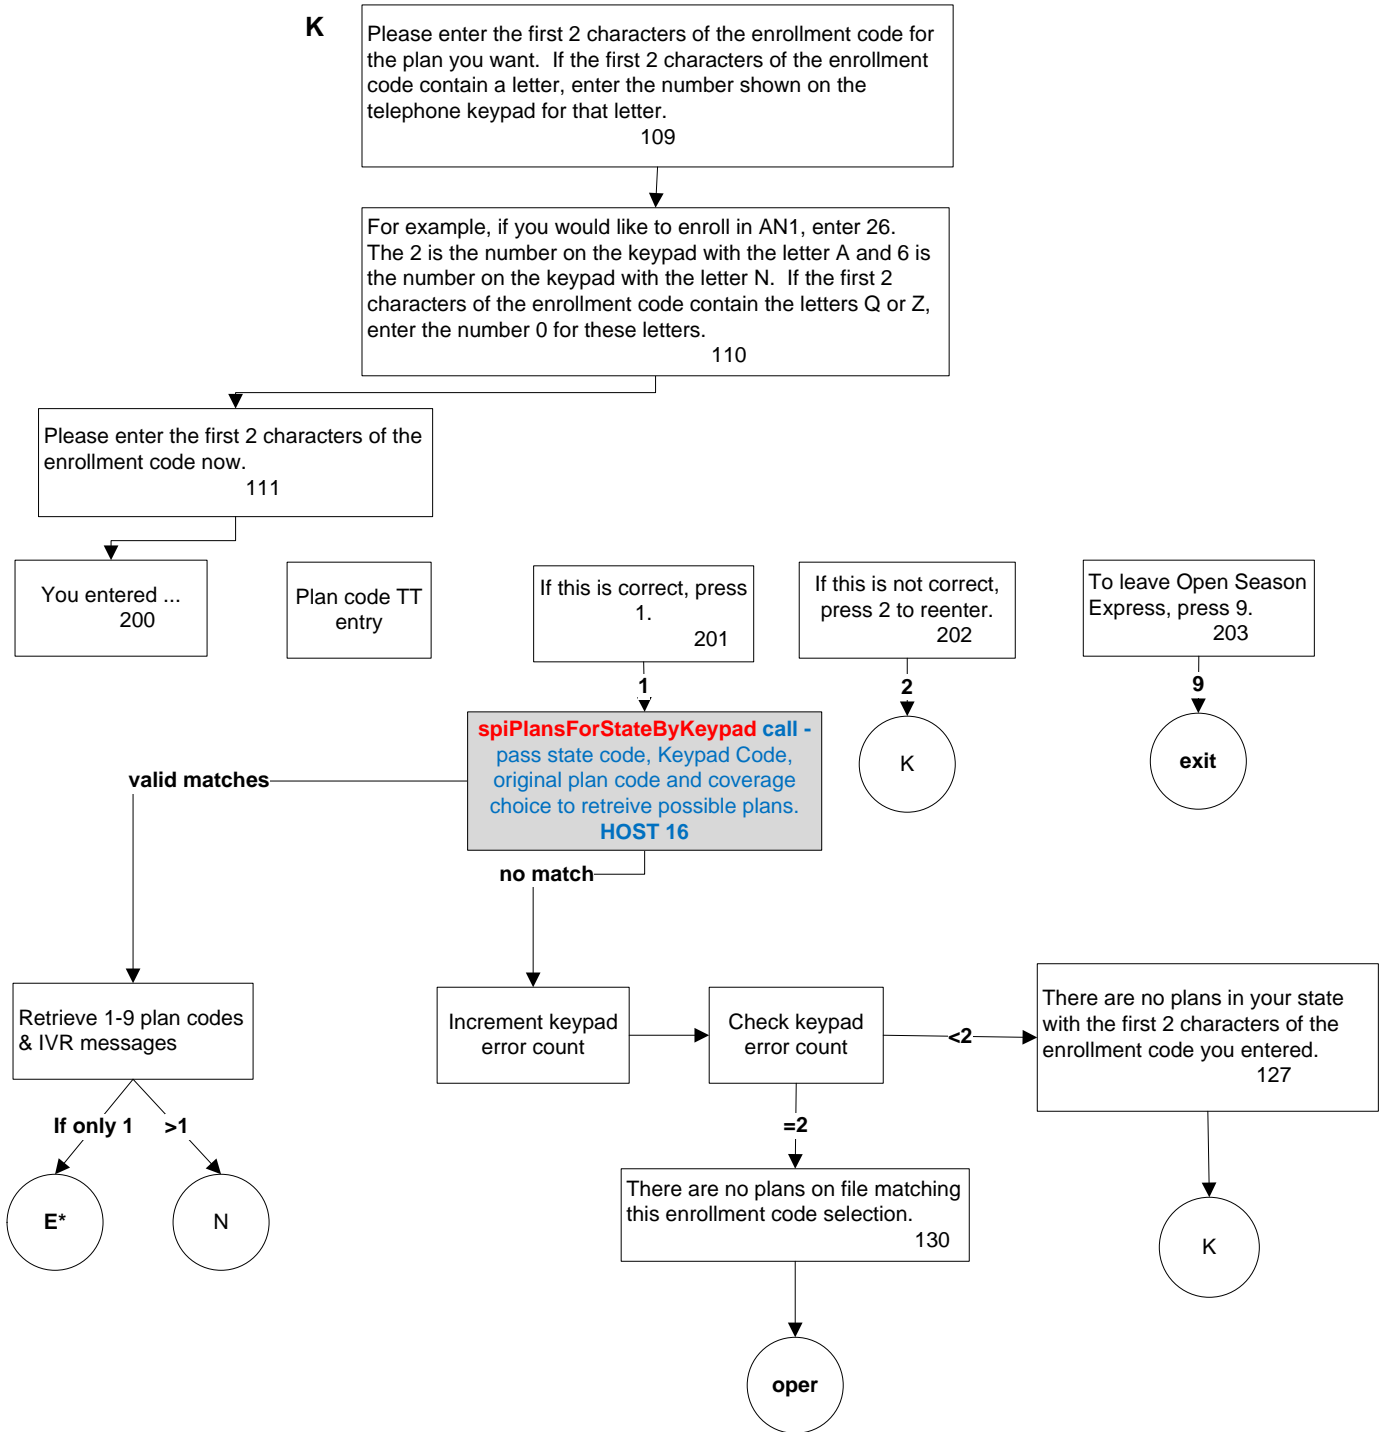 K
Please enter the first 2 characters of the enrollment code for
the plan you want.  If the first 2 characters of the enrollment
code contain a letter, enter the number shown on the
telephone keypad for that letter.
109
For example, if you would like to enroll in AN1, enter 26.
The 2 is the number on the keypad with the letter A and 6 is
the number on the keypad with the letter N.  If the first 2
characters of the enrollment code contain the letters Q or Z,
enter the number 0 for these letters.
110
Please enter the first 2 characters of the
enrollment code now.
111
You entered ...
200
Plan code TT
entry
If this is correct, press
1.
201
If this is not correct,
press 2 to reenter.
202
To leave Open Season
Express, press 9.
203
1
2
9
spiPlansForStateByKeypad call -
pass state code, Keypad Code,
original plan code and coverage
choice to retreive possible plans.
HOST 16
K
exit
valid matches
no match
Retrieve 1-9 plan codes
& IVR messages
Increment keypad
error count
Check keypad
error count
<2
There are no plans in your state
with the first 2 characters of the
enrollment code you entered.
127
If only 1
>1
=2
E*
N
There are no plans on file matching
this enrollment code selection.
130
K
oper